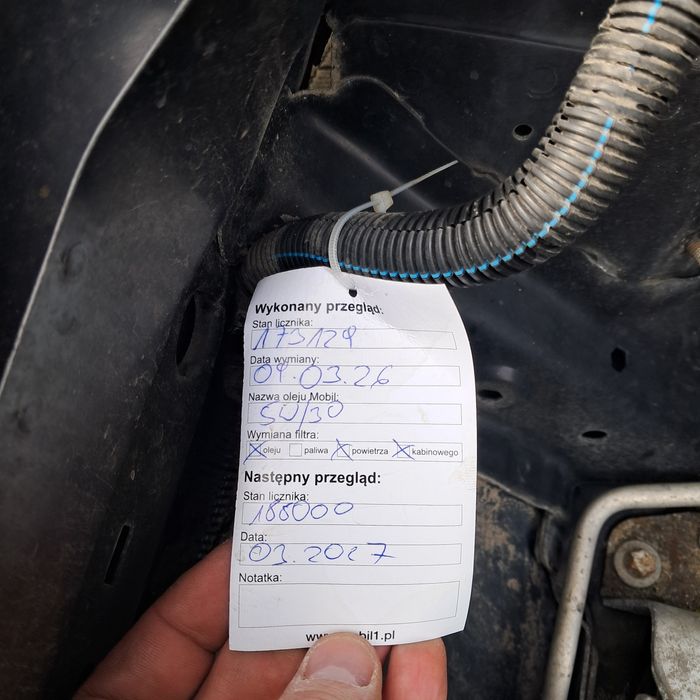 Wykonany przegląd:
Stan licznika:
173129
Data wymiany:
09.03.26
Nazwa oleju Mobil:
5W/30
Wymiana filtra:
oleju paliwa powietrza kabinowego
Następny przegląd:
Stan licznika:
188000
Data:
03.2027
Notatka: